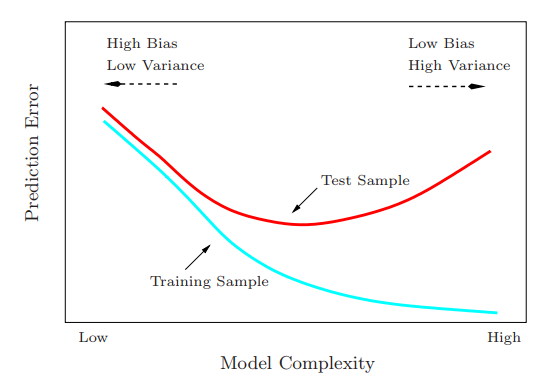 High Bias
Low Variance
Low Bias
High Variance
Prediction Error
Test Sample
Training Sample
Low
High
Model Complexity